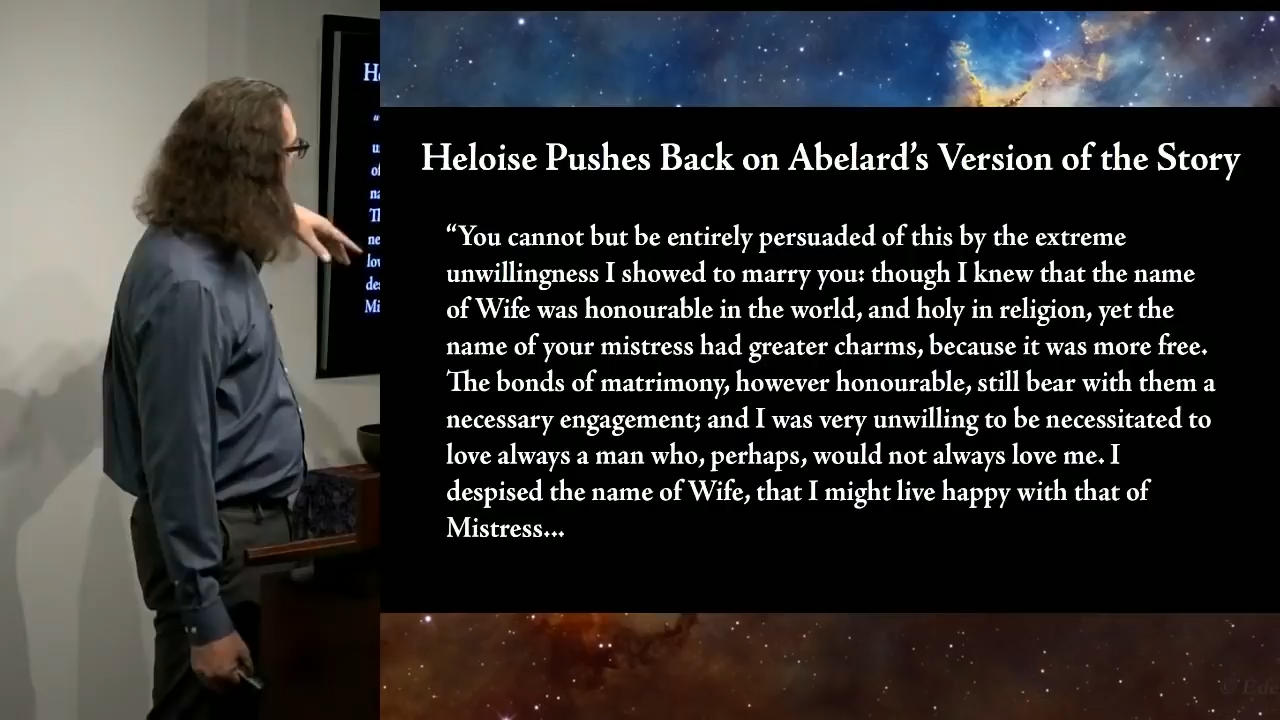 Heloise Pushes Back on Abelard's Version of the Story
“You cannot but be entirely persuaded of this by the extreme
unwillingness I showed to marry you: though I knew that the name
of Wife was honourable in the world, and holy in religion, yet the
name of your mistress had greater charms, because it was more free.
The bonds of matrimony, however honourable, still bear with them a
necessary engagement; and I was very unwilling to be necessitated to
love always a man who, perhaps, would not always love me. I
despised the name of Wife, that I might live happy with that of
Mistress...